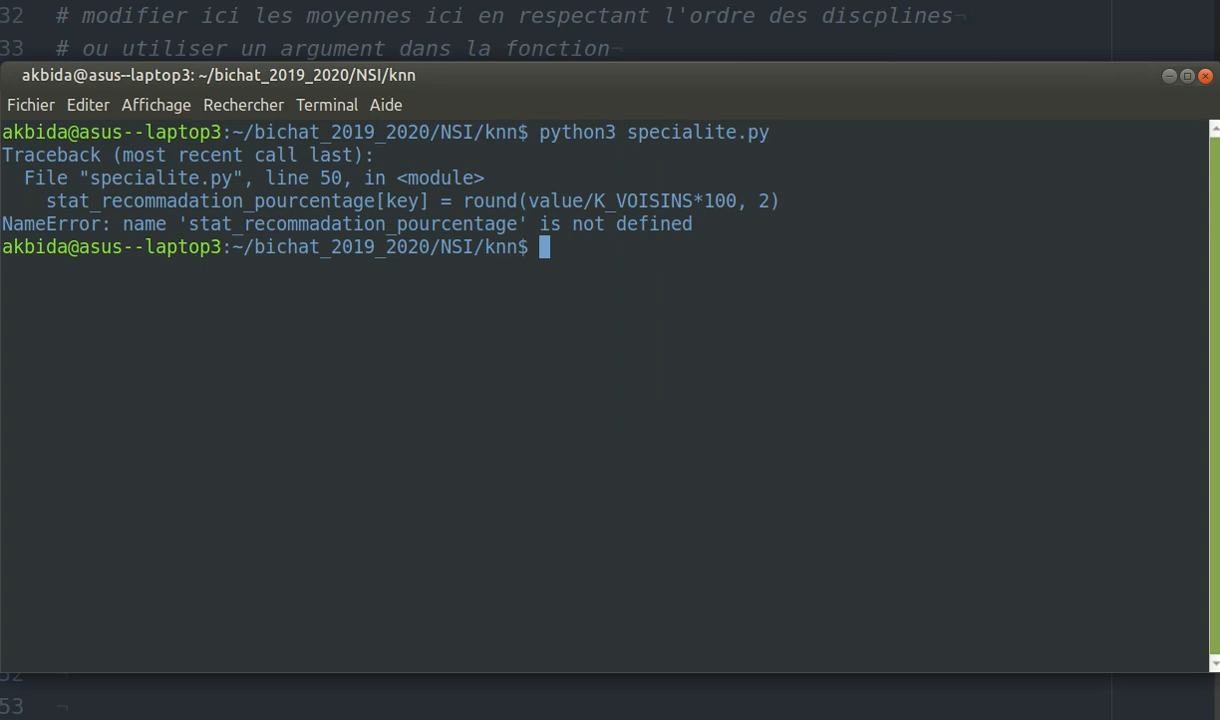 32 # modifier ici les moyennes ici en respectant l'ordre des discplines¬
33 # ou utiliser un argument dans la fonction¬
akbida@asus--laptop3: ~/bichat_2019_2020/NSI/knn
Fichier Editer Affichage Rechercher Terminal Aide
akbida@asus--laptop3:~/bichat_2019_2020/NSI/knn$ python3 specialite.py
Traceback (most recent call last):
  File "specialite.py", line 50, in <module>
    stat_recommadation_pourcentage[key] = round(value/K_VOISINS*100, 2)
NameError: name 'stat_recommadation_pourcentage' is not defined
akbida@asus--laptop3:~/bichat_2019_2020/NSI/knn$
52 ¬
53 ¬